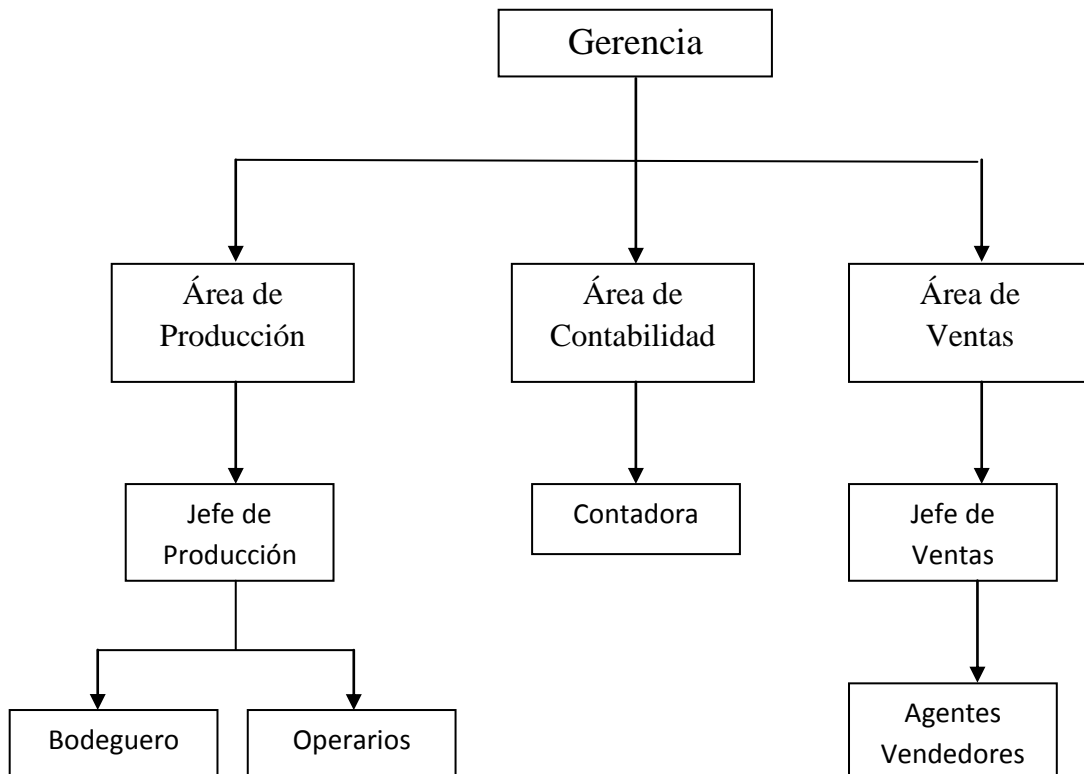 Gerencia
Área de
Producción
Área de
Contabilidad
Área de
Ventas
Jefe de
Producción
Contadora
Jefe de
Ventas
Bodeguero
Operarios
Agentes
Vendedores